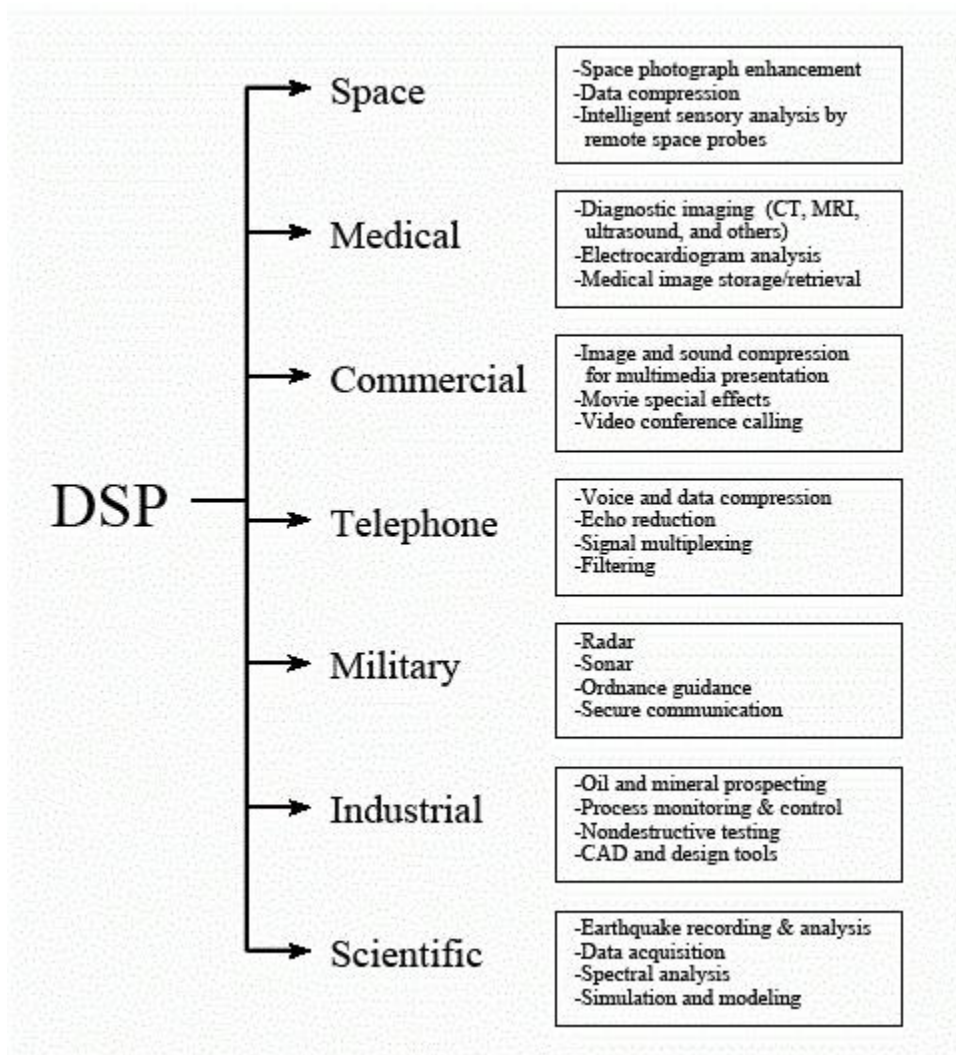 Space
-Space photograph enhancement
-Data compression
-Intelligent sensory analysis by
remote space probes
Medical
-Diagnostic imaging (CT, MRI,
ultrasound, and others)
-Electrocardiogram analysis
-Medical image storage/retrieval
Commercial
-Image and sound compression
for multimedia presentation
-Movie special effects
-Video conference calling
DSP
Telephone
-Voice and data compression
-Echo reduction
-Signal multiplexing
-Filtering
Military
-Radar
-Sonar
-Ordnance guidance
-Secure communication
Industrial
-Oil and mineral prospecting
-Process monitoring & control
-Nondestructive testing
-CAD and design tools
Scientific
-Earthquake recording & analysis
-Data acquisition
-Spectral analysis
-Simulation and modeling